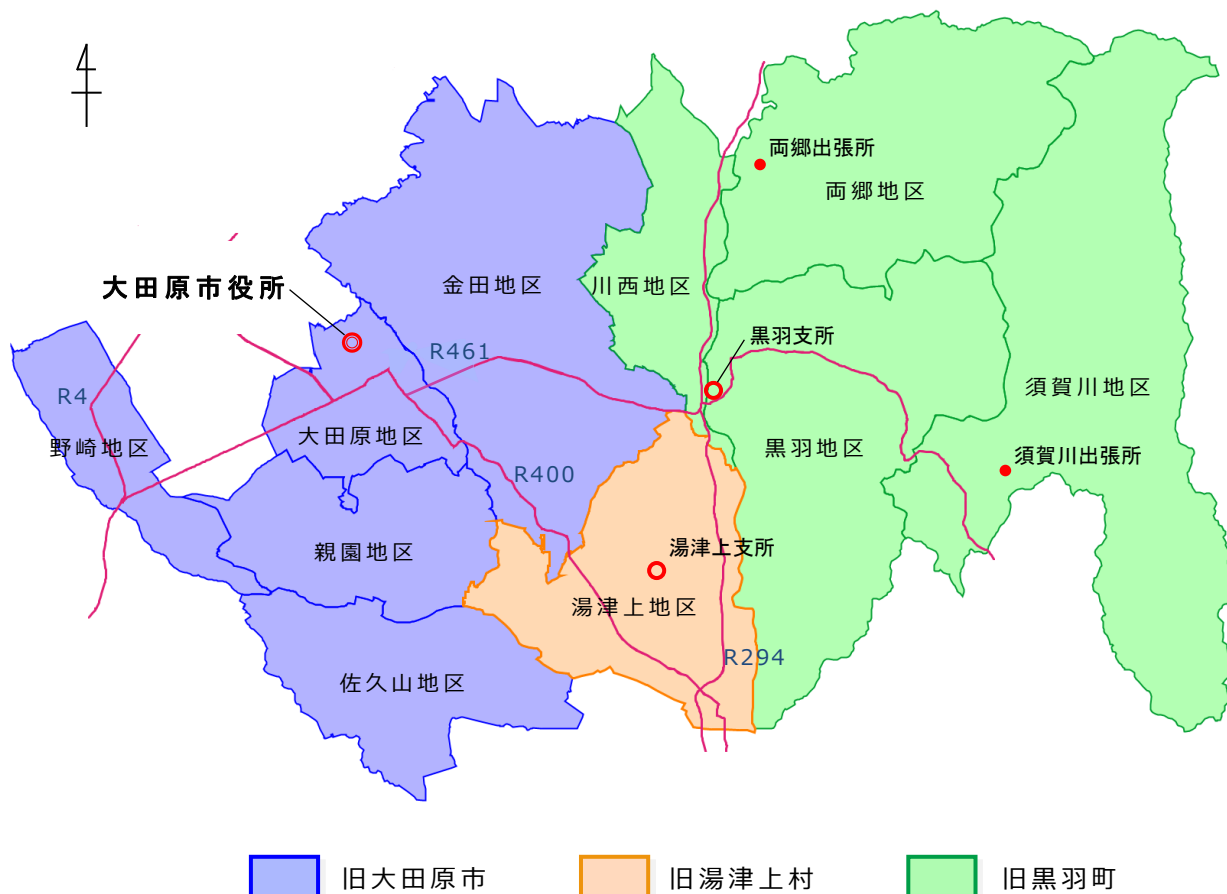 両郷出張所
両郷地区
大田原市役所
金田地区
川西地区
黒羽支所
R461
R4
須賀川地区
大田原地区
野崎地区
黒羽地区
須賀川出張所
R400
親園地区
湯津上支所
湯津上地区
R294
佐久山地区
旧大田原市
旧湯津上村
旧黒羽町